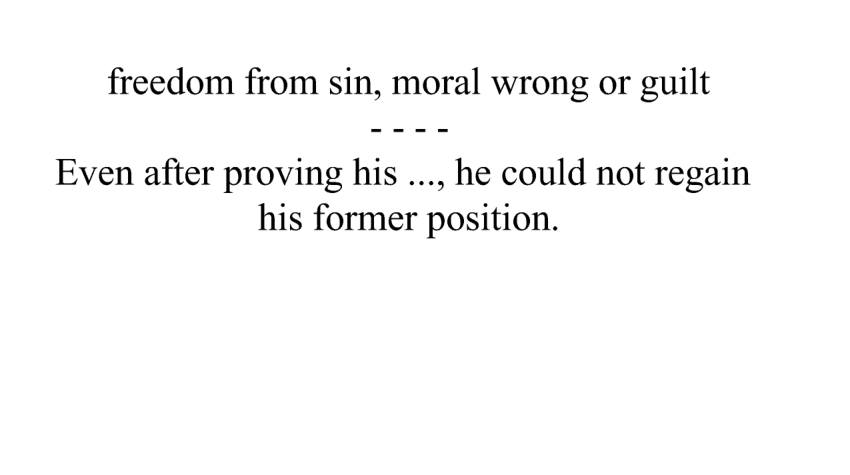 freedom from sin, moral wrong or guilt
- - - -
Even after proving his ..., he could not regain
his former position.